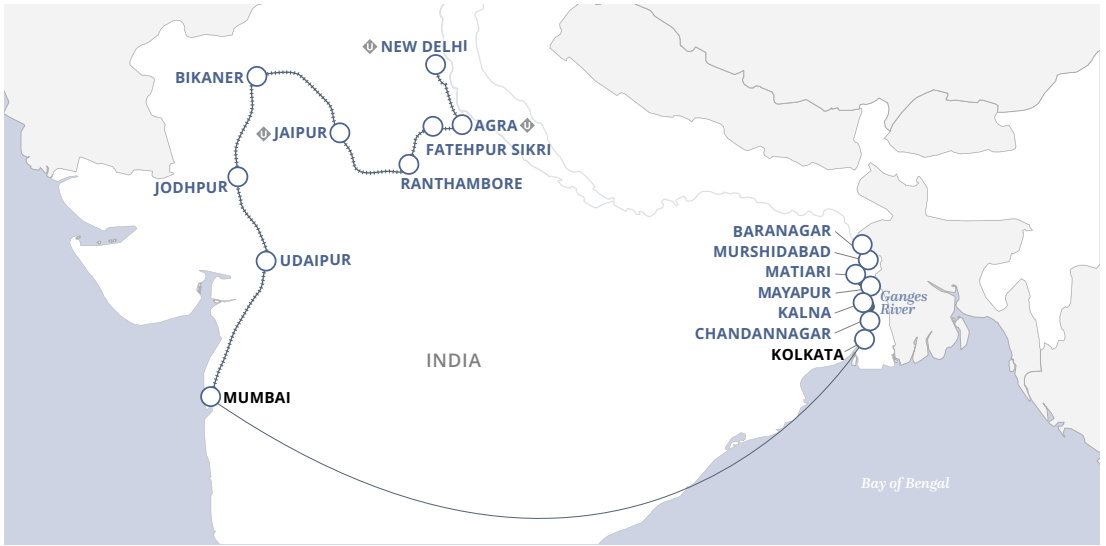 U NEW DELHI
BIKANER
U JAIPUR
AGRA U
FATEHPUR SIKRI
RANTHAMBORE
JODHPUR
UDAIPUR
BARANAGAR
MURSHIDABAD
MATIARI
MAYAPUR
KALNA
CHANDANNAGAR
KOLKATA
Ganges
River
INDIA
MUMBAI
Bay of Bengal